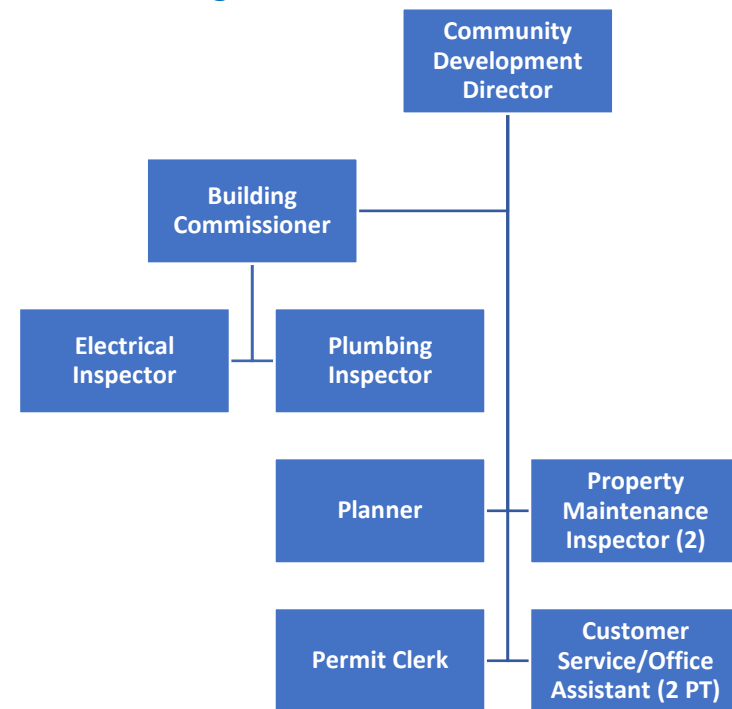 Community
Development
Director
Building
Commissioner
Electrical
Inspector
Plumbing
Inspector
Planner
Property
Maintenance
Inspector (2)
Permit Clerk
Customer
Service/Office
Assistant (2 PT)